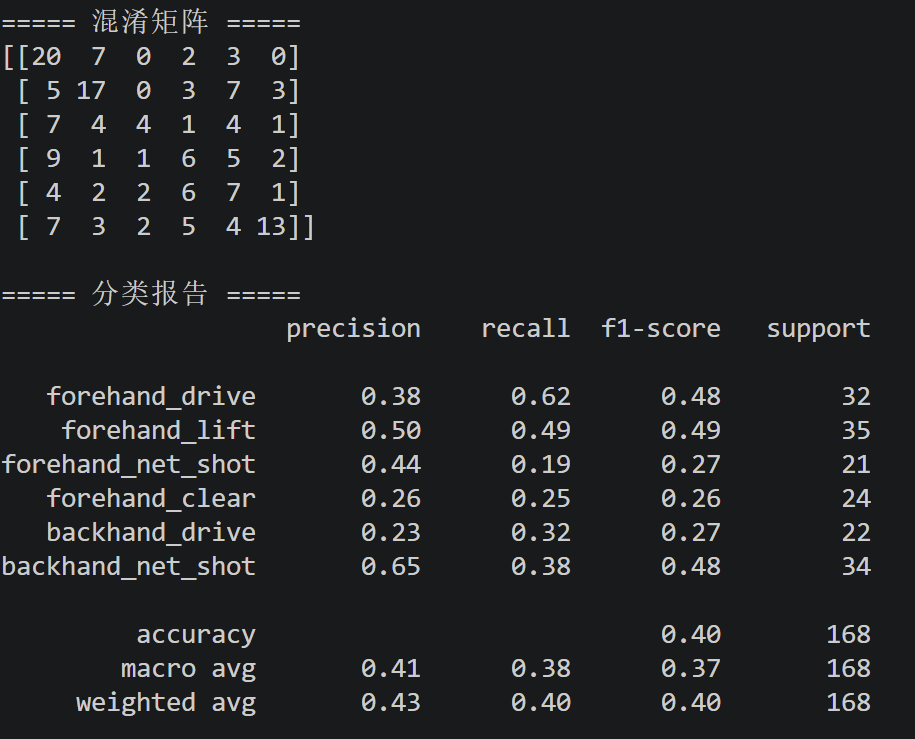 ===== 混淆矩阵 =====
[[20  7  0  2  3  0]
 [ 5 17  0  3  7  3]
 [ 7  4  4  1  4  1]
 [ 9  1  1  6  5  2]
 [ 4  2  2  6  7  1]
 [ 7  3  2  5  4 13]]
===== 分类报告 =====
                   precision    recall  f1-score   support
   forehand_drive       0.38      0.62      0.48        32
    forehand_lift       0.50      0.49      0.49        35
forehand_net_shot       0.44      0.19      0.27        21
   forehand_clear       0.26      0.25      0.26        24
   backhand_drive       0.23      0.32      0.27        22
backhand_net_shot       0.65      0.38      0.48        34
         accuracy                           0.40       168
        macro avg       0.41      0.38      0.37       168
     weighted avg       0.43      0.40      0.40       168